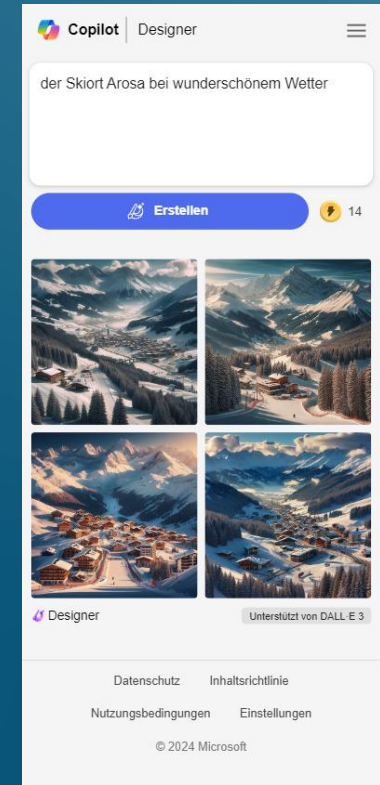 Copilot Designer
der Skiort Arosa bei wunderschönem Wetter
Erstellen 14
Designer Unterstützt von DALL·E 3
Datenschutz Inhaltsrichtlinie
Nutzungsbedingungen Einstellungen
© 2024 Microsoft